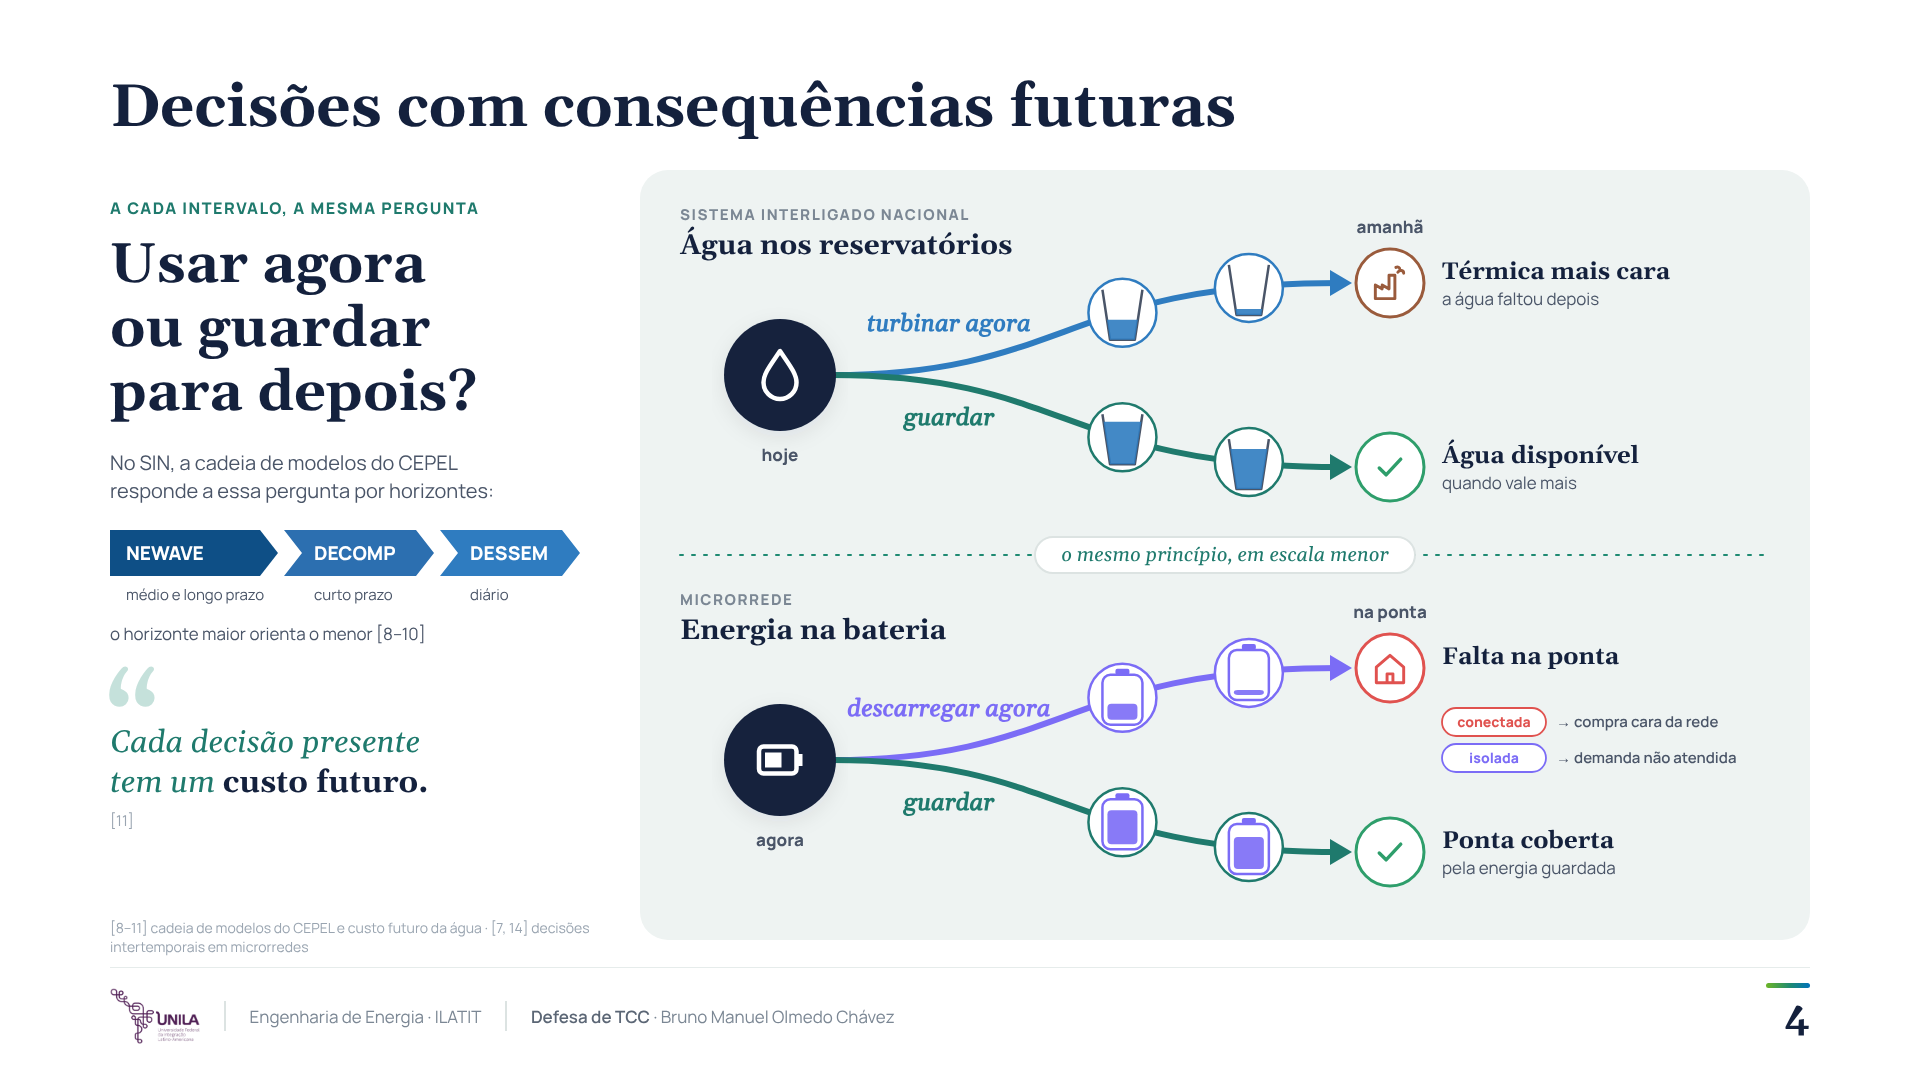 Decisões com consequências futuras
A CADA INTERVALO, A MESMA PERGUNTA
Usar agora
ou guardar
para depois?
No SIN, a cadeia de modelos do CEPEL
responde a essa pergunta por horizontes:
NEWAVE
DECOMP
DESSEM
médio e longo prazo
curto prazo
diário
o horizonte maior orienta o menor [8–10]
“
Cada decisão presente
tem um custo futuro.
[11]
[8–11] cadeia de modelos do CEPEL e custo futuro da água · [7, 14] decisões
intertemporais em microrredes
SISTEMA INTERLIGADO NACIONAL
Água nos reservatórios
amanhã
Térmica mais cara
a água faltou depois
turbinar agora
guardar
hoje
Água disponível
quando vale mais
o mesmo princípio, em escala menor
MICRORREDE
Energia na bateria
na ponta
Falta na ponta
descarregar agora
conectada → compra cara da rede
isolada → demanda não atendida
guardar
agora
Ponta coberta
pela energia guardada
UNILA
Engenharia de Energia · ILATIT
Defesa de TCC · Bruno Manuel Olmedo Chávez
4